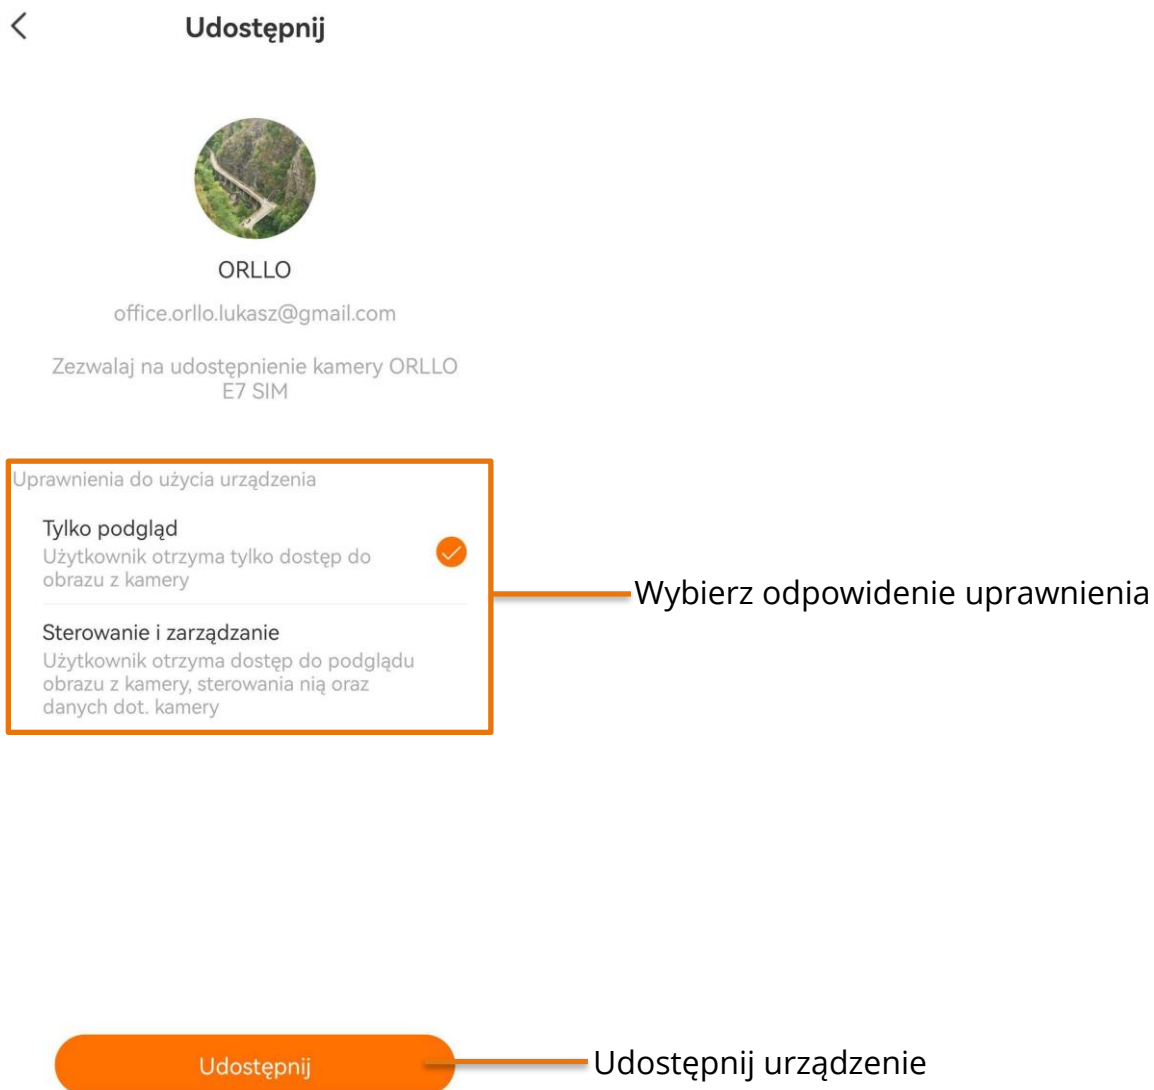 Udostępnij
ORLLO
office.orllo.lukasz@gmail.com
Zezwalaj na udostępnienie kamery ORLLO
E7 SIM
Uprawnienia do użycia urządzenia
Tylko podgląd
Użytkownik otrzyma tylko dostęp do
obrazu z kamery
Sterowanie i zarządzanie
Użytkownik otrzyma dostęp do podglądu
obrazu z kamery, sterowania nią oraz
danych dot. kamery
Wybierz odpowidenie uprawnienia
Udostępnij
Udostępnij urządzenie